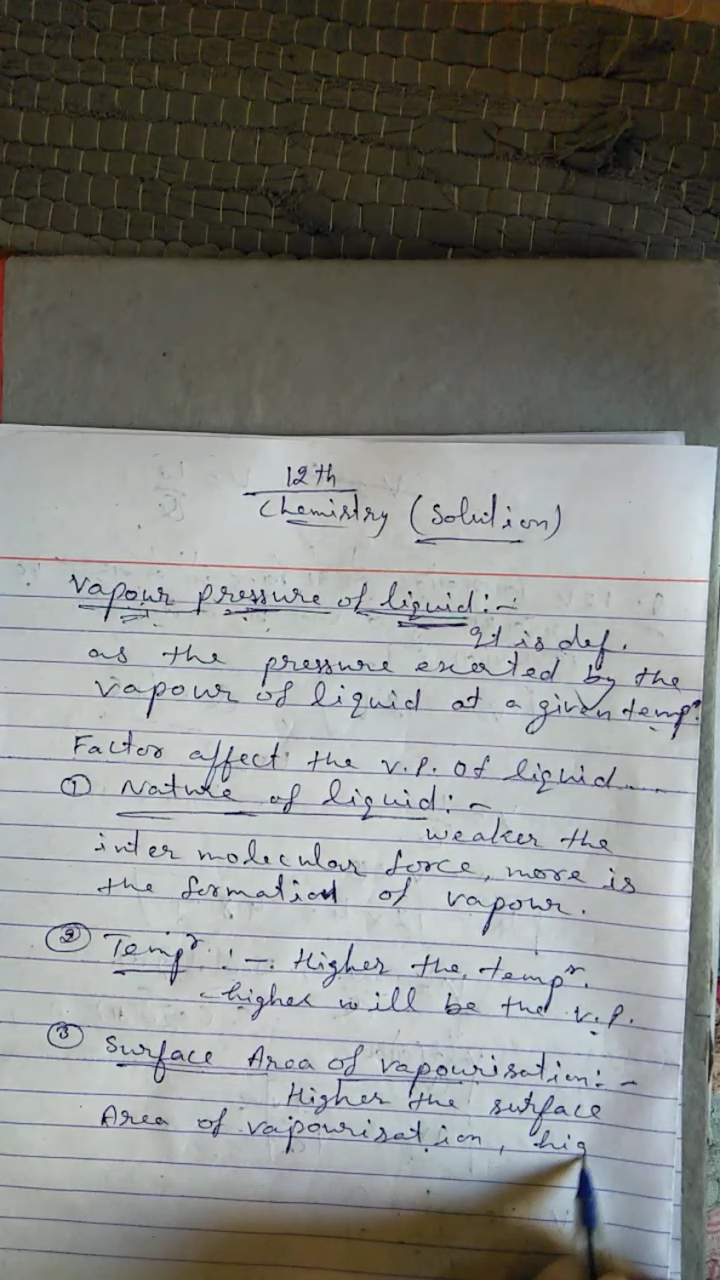 12th
Chemistry (Solution)
Vapour pressure of liquid:-
It is def.
as the pressure exerted by the
vapour of liquid at a given tempr.
Factor affect the v.p. of liquid....
① Nature of liquid:-
weaker the
inter molecular force, more is
the formation of vapour.
② Tempr :- Higher the tempr.
higher will be the v.p.
③ Surface Area of vapourisation:-
Higher the surface
Area of vapourisation, hig